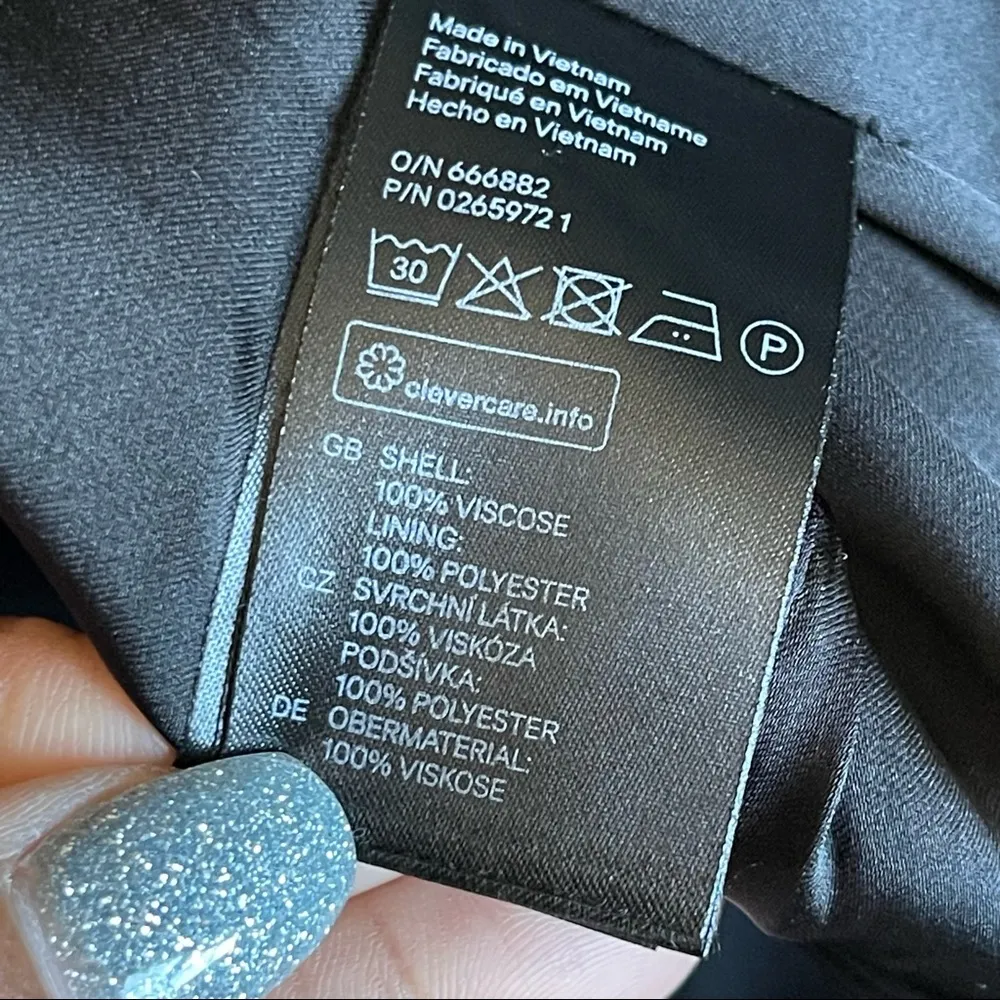 Made in Vietnam
Fabricado em Vietname
Fabriqué en Vietnam
Hecho en Vietnam
O/N 666882
P/N 0265972 1
30
P
clevercare.info
GB SHELL:
100% VISCOSE
LINING:
100% POLYESTER
CZ SVRCHNÍ LÁTKA:
100% VISKÓZA
PODŠÍVKA:
100% POLYESTER
DE OBERMATERIAL:
100% VISKOSE